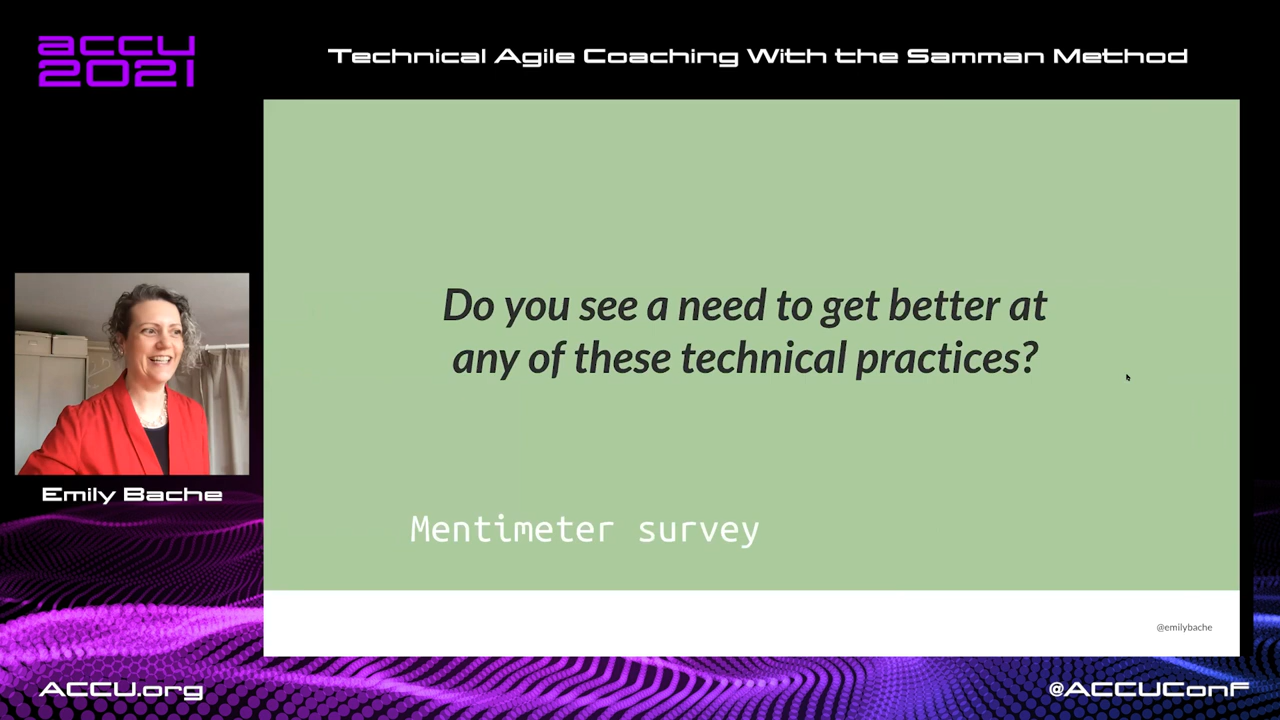 accu
2021
Technical Agile Coaching With the Samman Method
Do you see a need to get better at
any of these technical practices?
Emily Bache
Mentimeter survey
@emilybache
ACCU.org
@ACCUConf